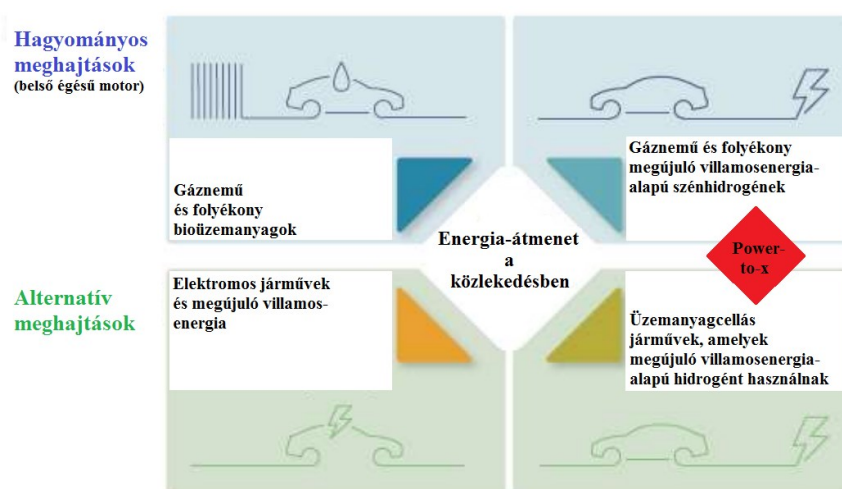 Hagyományos
meghajtások
(belső égésű motor)
Gáznemű
és folyékony
bioüzemanyagok
Gáznemű és folyékony
megújuló villamosenergia-
alapú szénhidrogének
Energia-átmenet
a
közlekedésben
Power-
to-x
Alternatív
meghajtások
Elektromos járművek
és megújuló villamos-
energia
Üzemanyagcellás
járművek, amelyek
megújuló villamosenergia-
alapú hidrogént használnak